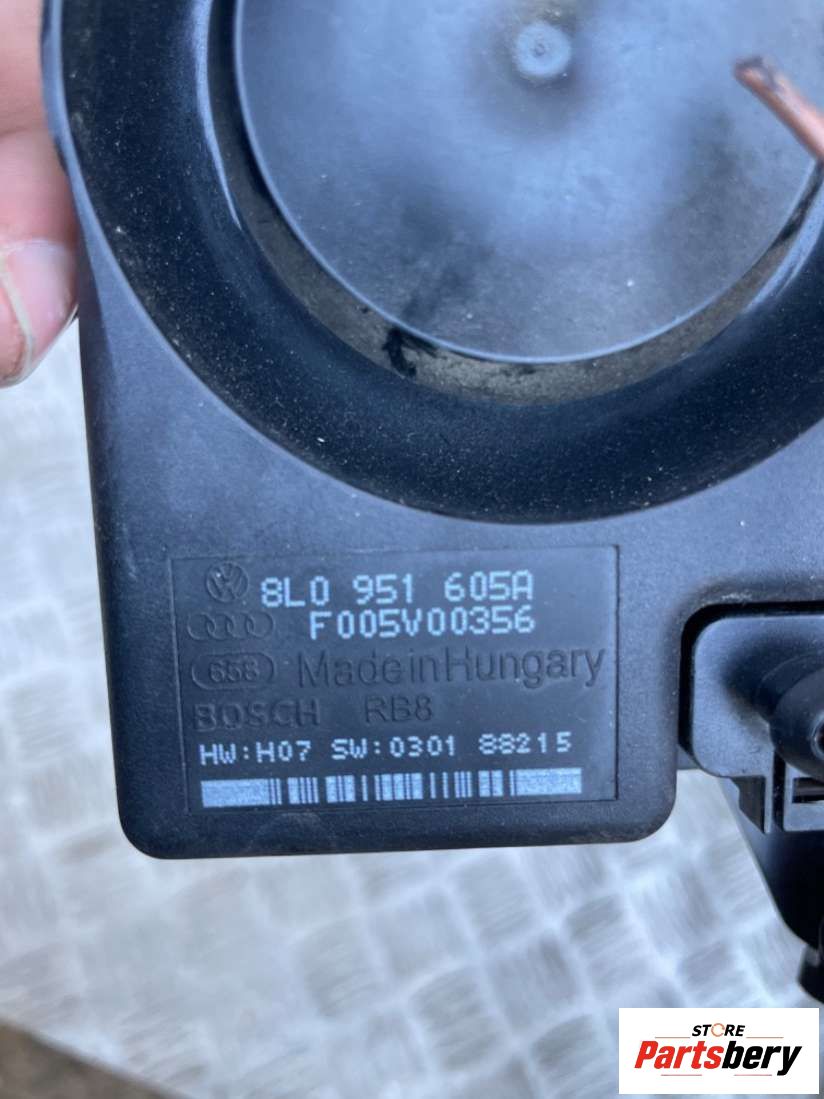 8L0 951 605A
F005V00356
658 Made in Hungary
BOSCH RB8
HW:H07 SW:0301 88215
STORE
Partsbery